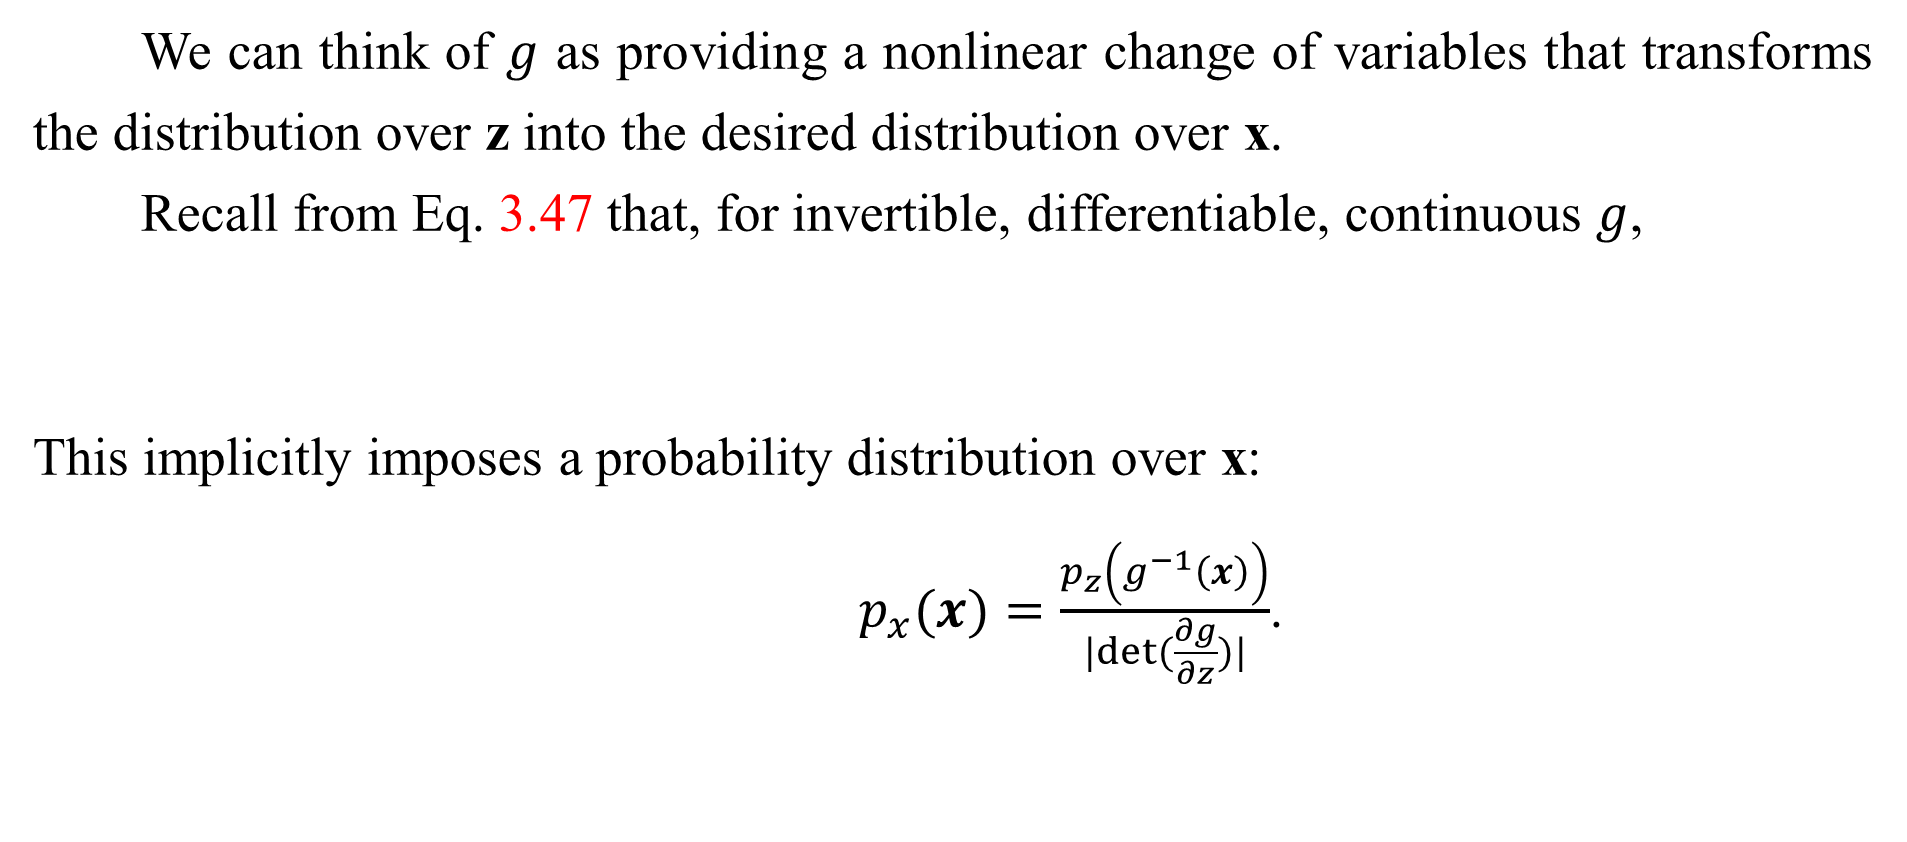 We can think of g as providing a nonlinear change of variables that transforms
the distribution over z into the desired distribution over x.
Recall from Eq. 3.47 that, for invertible, differentiable, continuous g,
This implicitly imposes a probability distribution over x:
pₓ(x) = p_z(g⁻¹(x)) / |det(∂g/∂z)|.